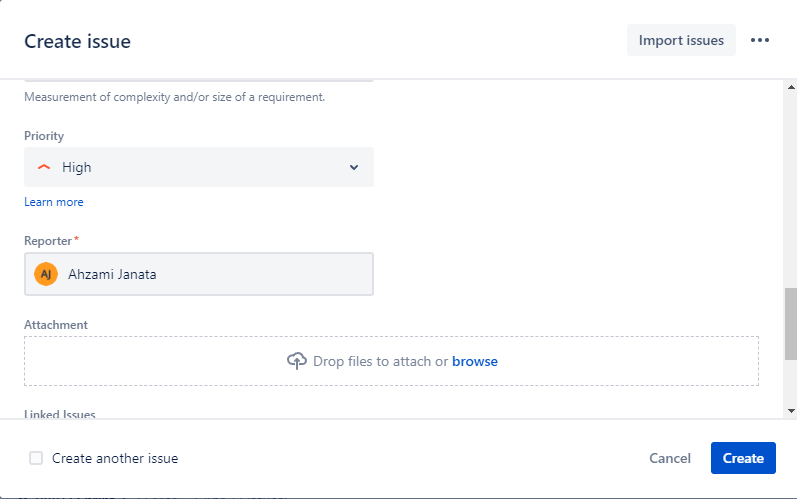 Create issue
Import issues
Measurement of complexity and/or size of a requirement.
Priority
High
Learn more
Reporter*
AJ
Ahzami Janata
Attachment
Drop files to attach or browse
Linked Issues
Create another issue
Cancel
Create